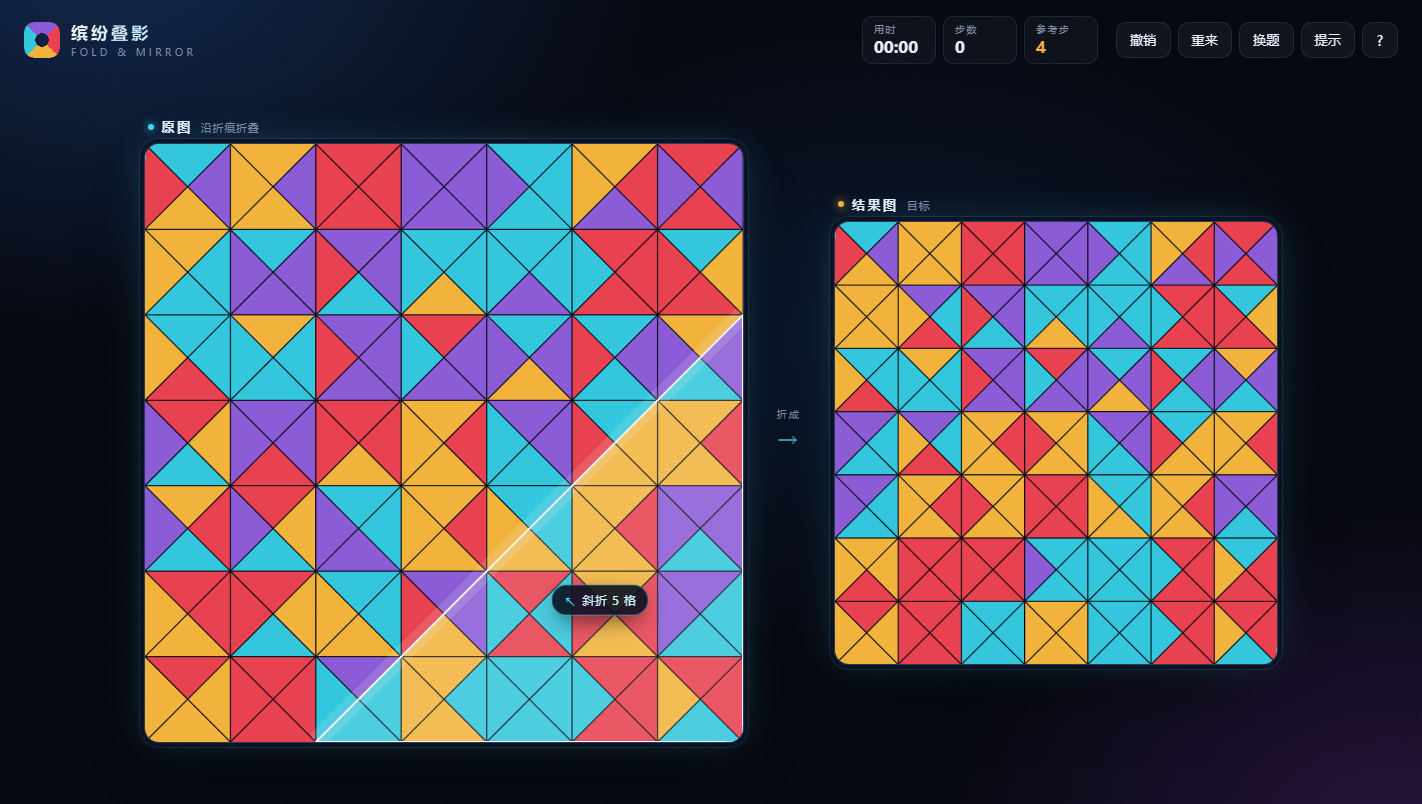 缤纷叠影
FOLD & MIRROR
用时
00:00
步数
0
参考步
4
撤销
重来
换题
提示
?
原图 沿折痕折叠
结果图 目标
折成
→
↖ 斜折 5 格